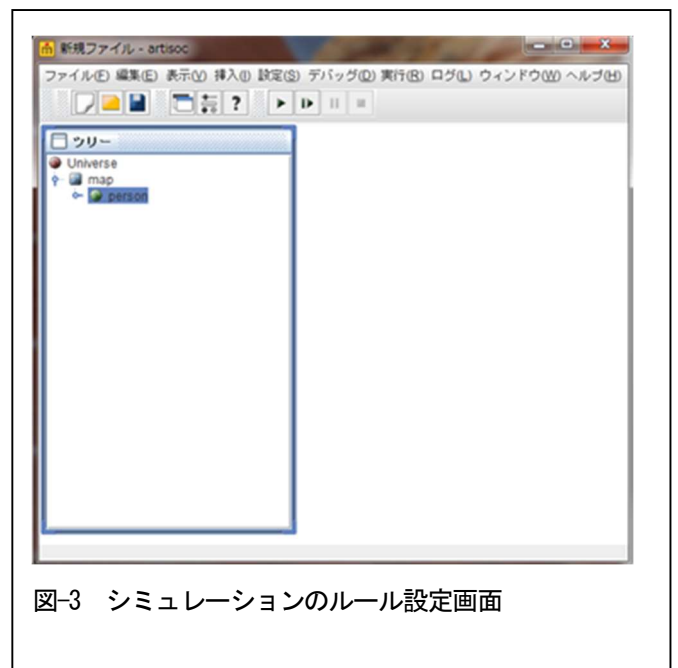 新規ファイル - artisoc
ファイル(F) 編集(E) 表示(V) 挿入(I) 設定(S) デバッグ(D) 実行(R) ログ(L) ウィンドウ(W) ヘルプ(H)
ツリー
Universe
map
person
図-3 シミュレーションのルール設定画面